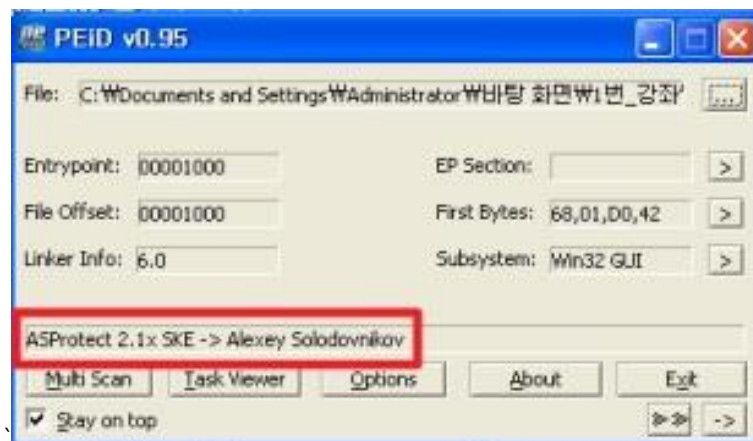 PEiD v0.95
File: C:₩Documents and Settings₩Administrator₩바탕 화면₩1번_강좌 ...
Entrypoint: 00001000 EP Section: >
File Offset: 00001000 First Bytes: 68,01,D0,42 >
Linker Info: 6.0 Subsystem: Win32 GUI >
ASProtect 2.1x SKE -> Alexey Solodovnikov
Multi Scan Task Viewer Options About Exit
Stay on top ->